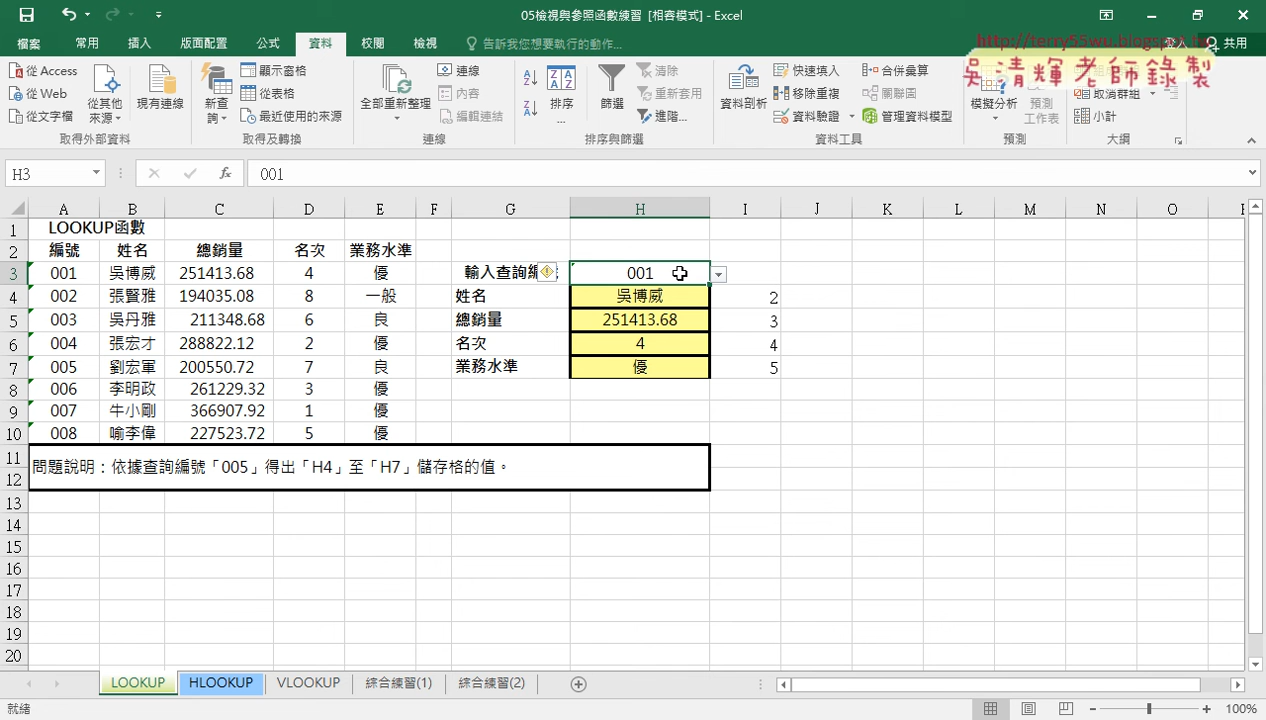 05檢視與參照函數練習 [相容模式] - Excel
檔案 常用 插入 版面配置 公式 資料 校閱 檢視 告訴我您想要執行的動作... 登入 共用
http://terry55wu.blogspot.tw
吳清輝老師錄製
從 Access
從 Web
從文字檔
從其他來源
現有連線
新查詢
顯示窗格
從表格
最近使用的來源
全部重新整理
連線
內容
編輯連結
排序...
篩選
清除
重新套用
進階...
資料剖析
快速填入
移除重複
資料驗證
合併彙算
關聯圖
管理資料模型
模擬分析
預測工作表
取消群組
小計
取得外部資料 取得及轉換 連線 排序與篩選 資料工具 預測 大綱
H3 fx 001
A B C D E F G H I J K L M N O
1 LOOKUP函數
2 編號 姓名 總銷量 名次 業務水準
3 001 吳博威 251413.68 4 優 輸入查詢編 001
4 002 張賢雅 194035.08 8 一般 姓名 吳博威 2
5 003 吳丹雅 211348.68 6 良 總銷量 251413.68 3
6 004 張宏才 288822.12 2 優 名次 4 4
7 005 劉宏軍 200550.72 7 良 業務水準 優 5
8 006 李明政 261229.32 3 優
9 007 牛小剛 366907.92 1 優
10 008 喻李偉 227523.72 5 優
11 問題說明：依據查詢編號「005」得出「H4」至「H7」儲存格的值。
12
13
14
15
16
17
18
19
20
LOOKUP HLOOKUP VLOOKUP 綜合練習(1) 綜合練習(2)
就緒 100%